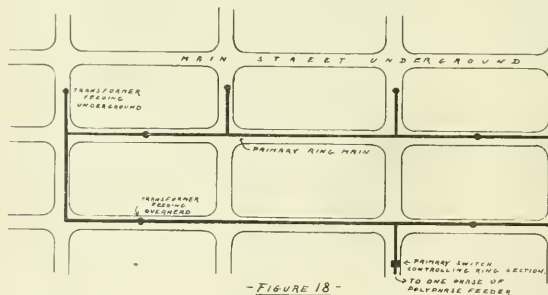 MAIN STREET UNDERGROUND
TRANSFORMER
FEEDING
UNDERGROUND
PRIMARY RING MAIN
TRANSFORMER
FEEDING
OVERHEAD
PRIMARY SWITCH
CONTROLLING RING SECTION.
TO ONE PHASE OF
POLYPHASE FEEDER
- FIGURE 18 -